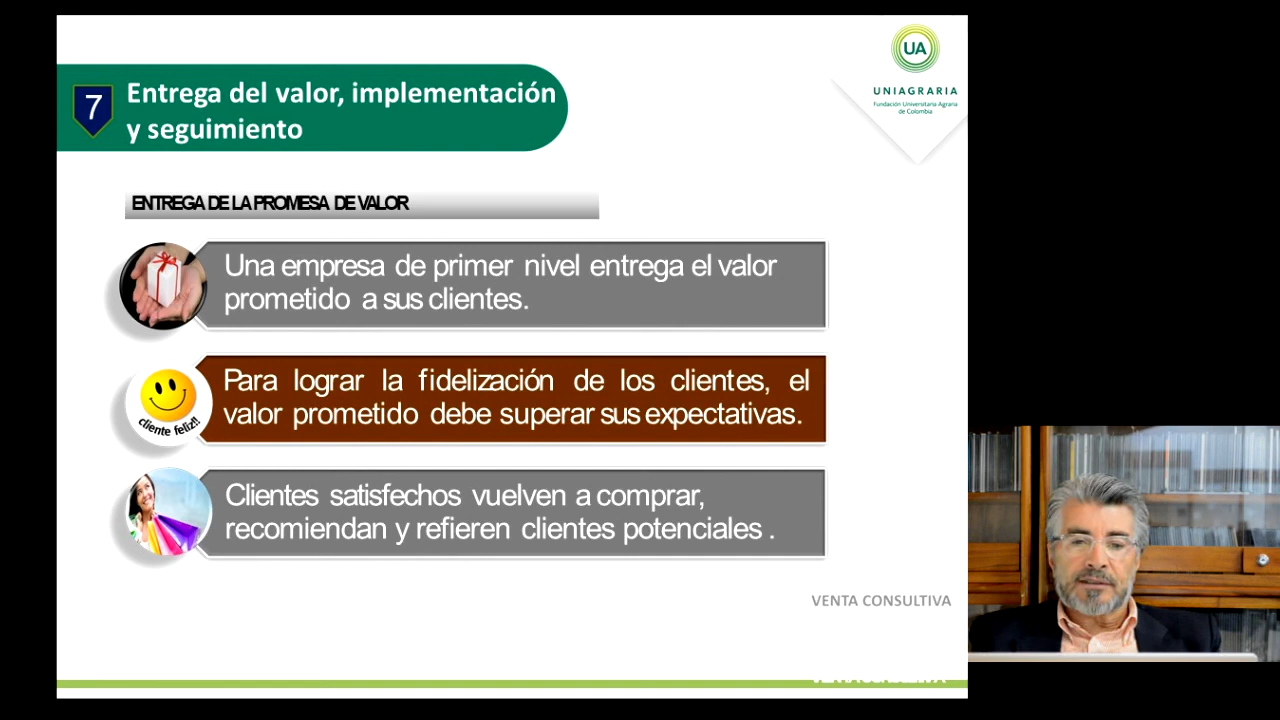 UA
UNIAGRARIA
Fundación Universitaria Agraria
de Colombia
7
Entrega del valor, implementación
y seguimiento
ENTREGA DE LA PROMESA DE VALOR
Una empresa de primer nivel entrega el valor
prometido a sus clientes.
Para lograr la fidelización de los clientes, el
valor prometido debe superar sus expectativas.
cliente feliz!!
Clientes satisfechos vuelven a comprar,
recomiendan y refieren clientes potenciales .
VENTA CONSULTIVA